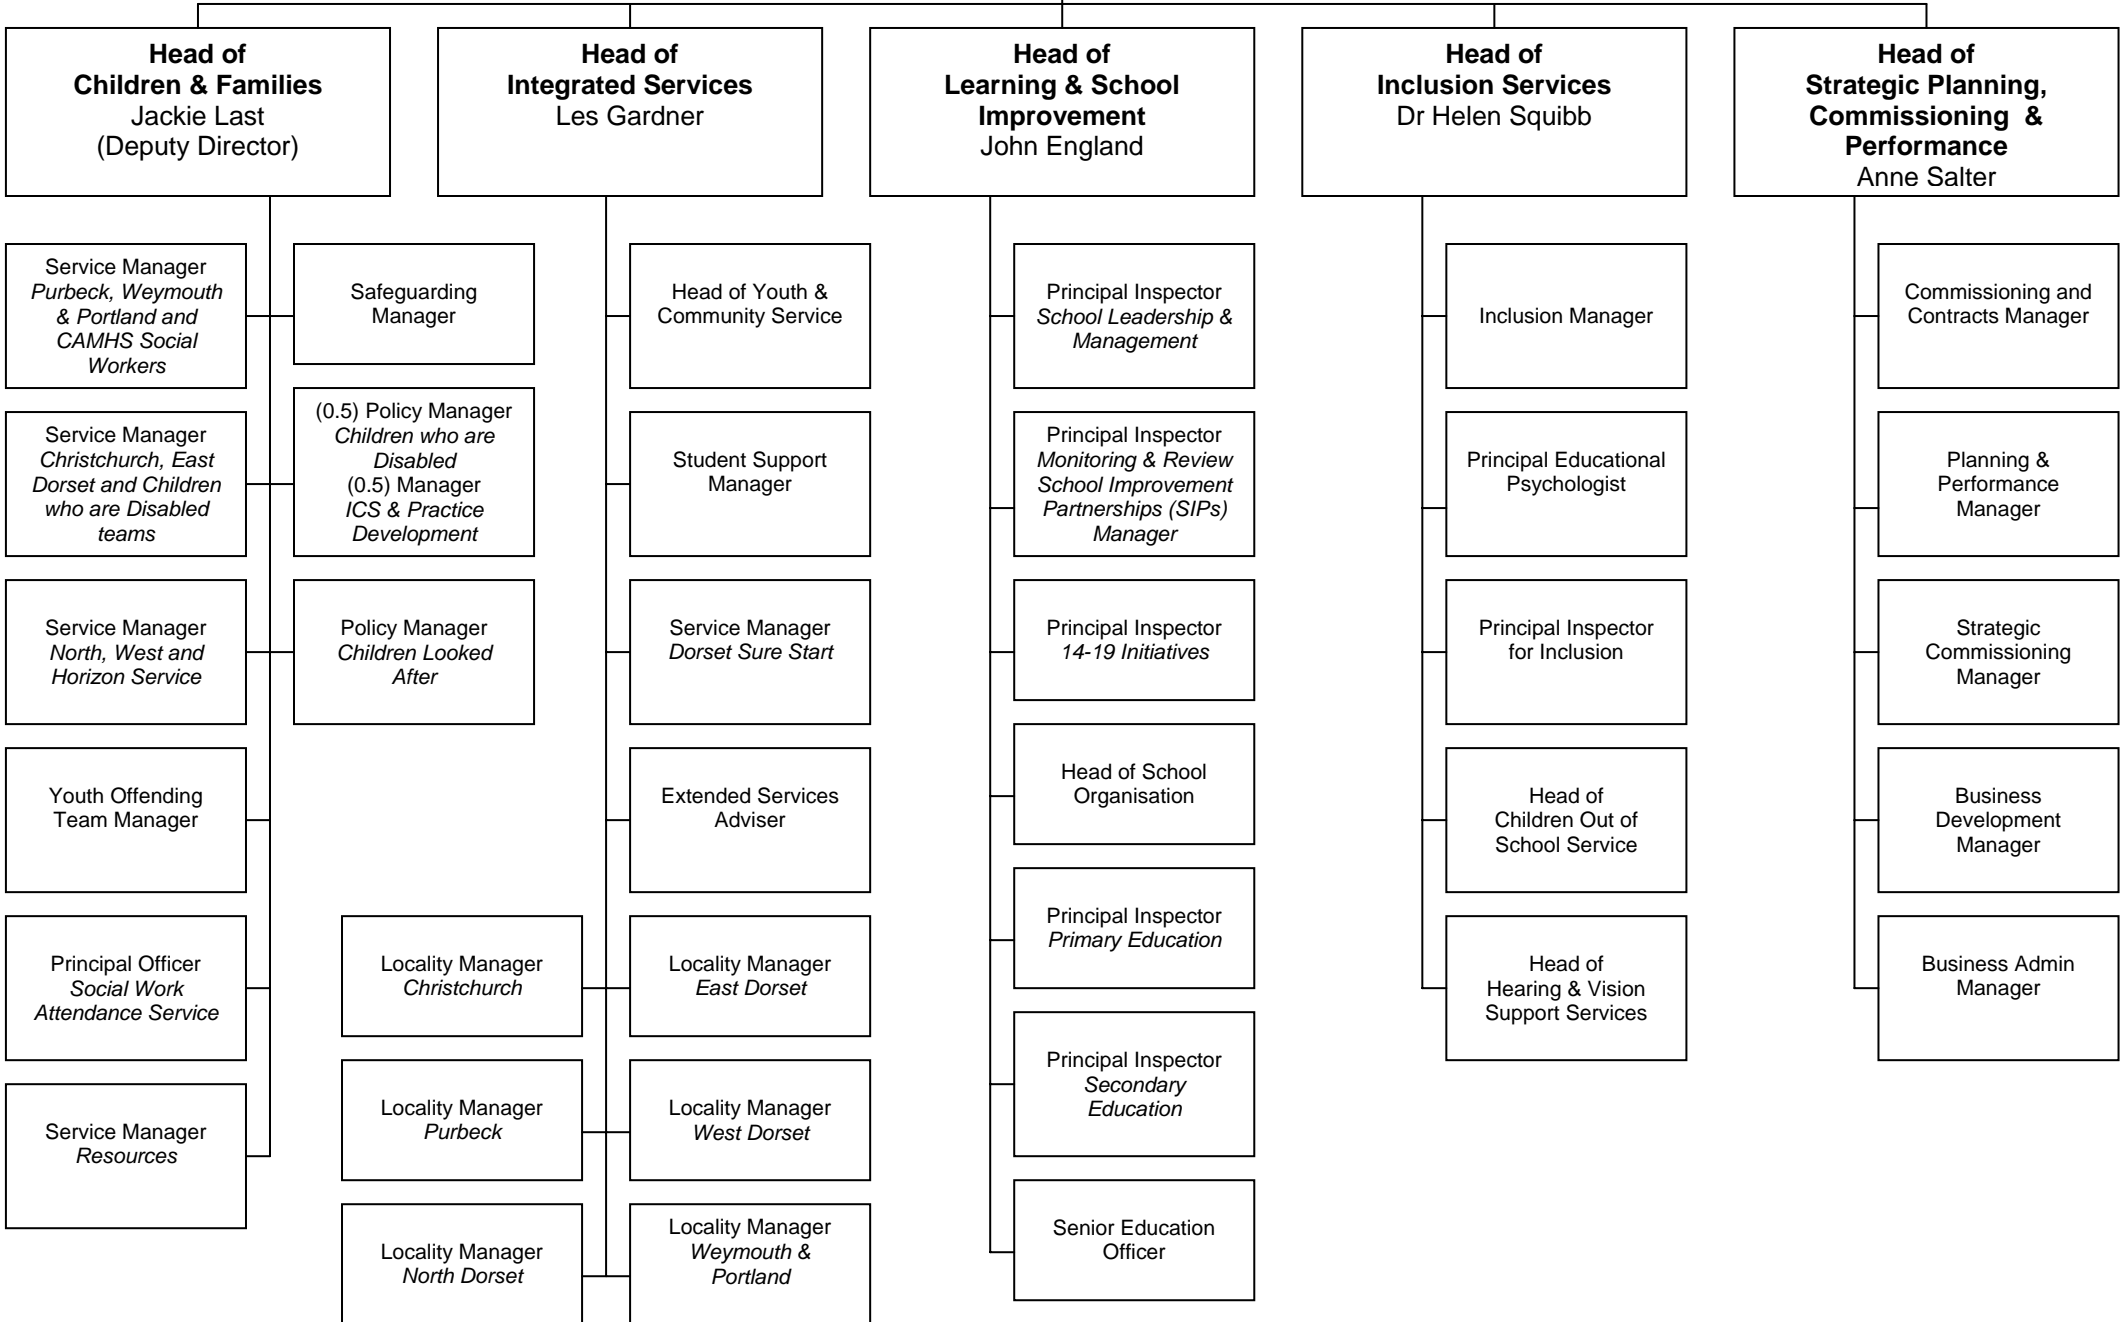 Head of
Children & Families
Jackie Last
(Deputy Director)
Head of
Integrated Services
Les Gardner
Head of
Learning & School
Improvement
John England
Head of
Inclusion Services
Dr Helen Squibb
Head of
Strategic Planning,
Commissioning &
Performance
Anne Salter
Service Manager
Purbeck, Weymouth
& Portland and
CAMHS Social
Workers
Service Manager
Christchurch, East
Dorset and Children
who are Disabled
teams
Service Manager
North, West and
Horizon Service
Youth Offending
Team Manager
Principal Officer
Social Work
Attendance Service
Service Manager
Resources
Safeguarding
Manager
(0.5) Policy Manager
Children who are
Disabled
(0.5) Manager
ICS & Practice
Development
Policy Manager
Children Looked
After
Head of Youth &
Community Service
Student Support
Manager
Service Manager
Dorset Sure Start
Extended Services
Adviser
Locality Manager
Christchurch
Locality Manager
East Dorset
Locality Manager
Purbeck
Locality Manager
West Dorset
Locality Manager
North Dorset
Locality Manager
Weymouth &
Portland
Principal Inspector
School Leadership &
Management
Principal Inspector
Monitoring & Review
School Improvement
Partnerships (SIPs)
Manager
Principal Inspector
14-19 Initiatives
Head of School
Organisation
Principal Inspector
Primary Education
Principal Inspector
Secondary
Education
Senior Education
Officer
Inclusion Manager
Principal Educational
Psychologist
Principal Inspector
for Inclusion
Head of
Children Out of
School Service
Head of
Hearing & Vision
Support Services
Commissioning and
Contracts Manager
Planning &
Performance
Manager
Strategic
Commissioning
Manager
Business
Development
Manager
Business Admin
Manager